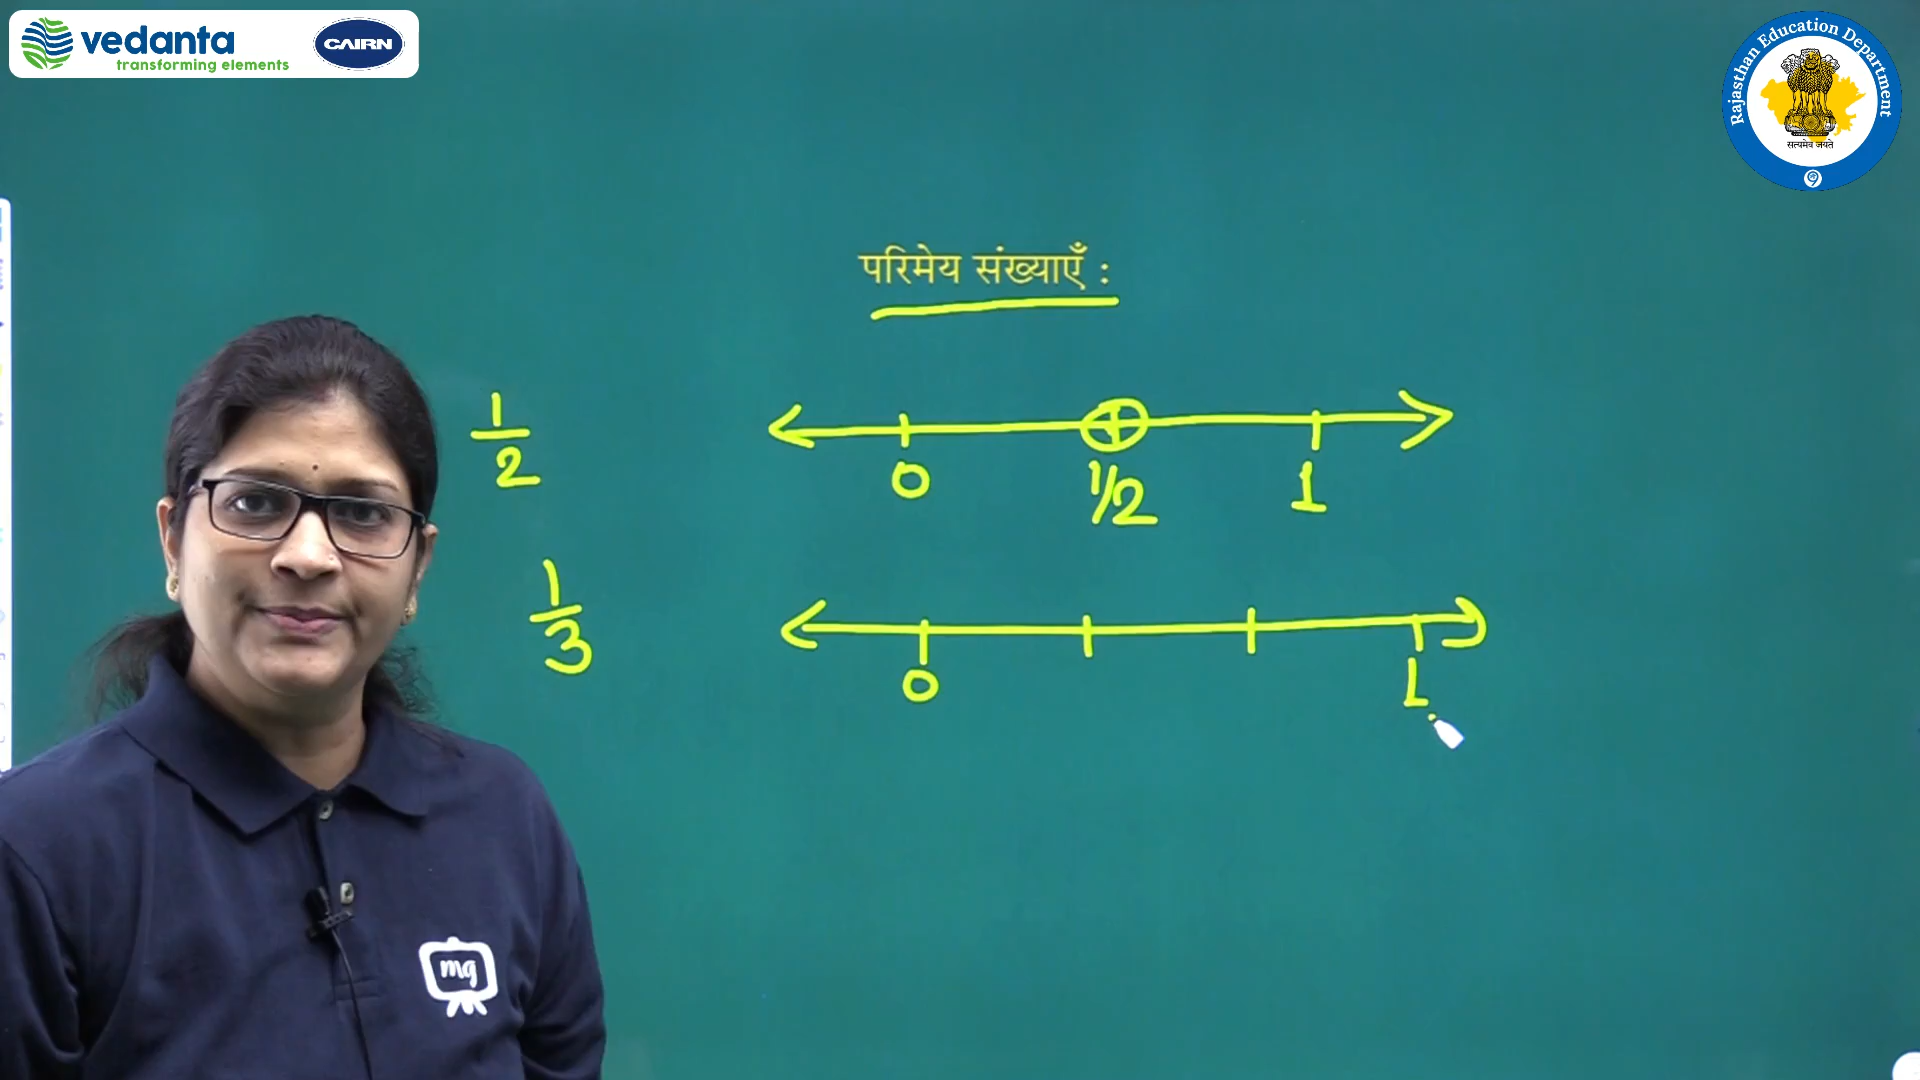 vedanta
transforming elements
CAIRN
Rajasthan Education Department
सत्यमेव जयते
परिमेय संख्याएँ :
1/2
0 1/2 1
1/3
0 1
mg